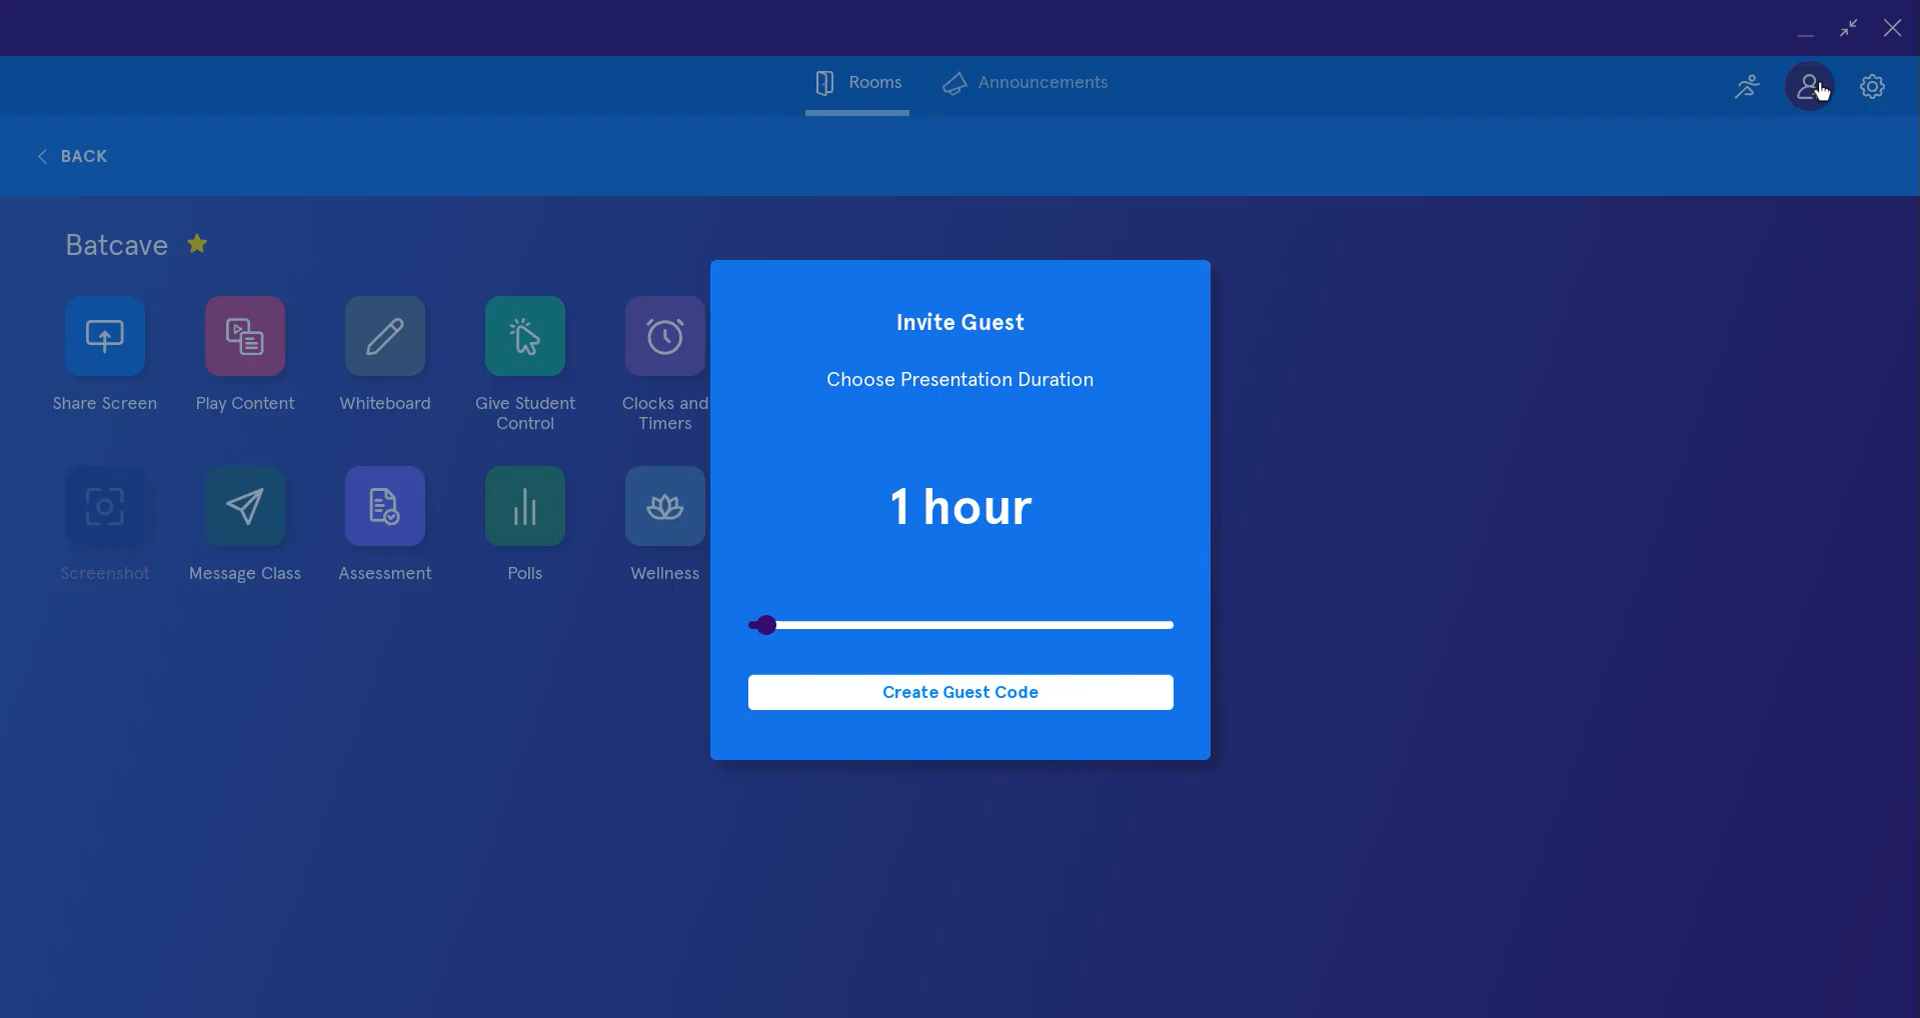 Rooms
Announcements
BACK
Batcave
Share Screen
Play Content
Whiteboard
Give Student
Control
Clocks and
Timers
Screenshot
Message Class
Assessment
Polls
Wellness
Invite Guest
Choose Presentation Duration
1 hour
Create Guest Code